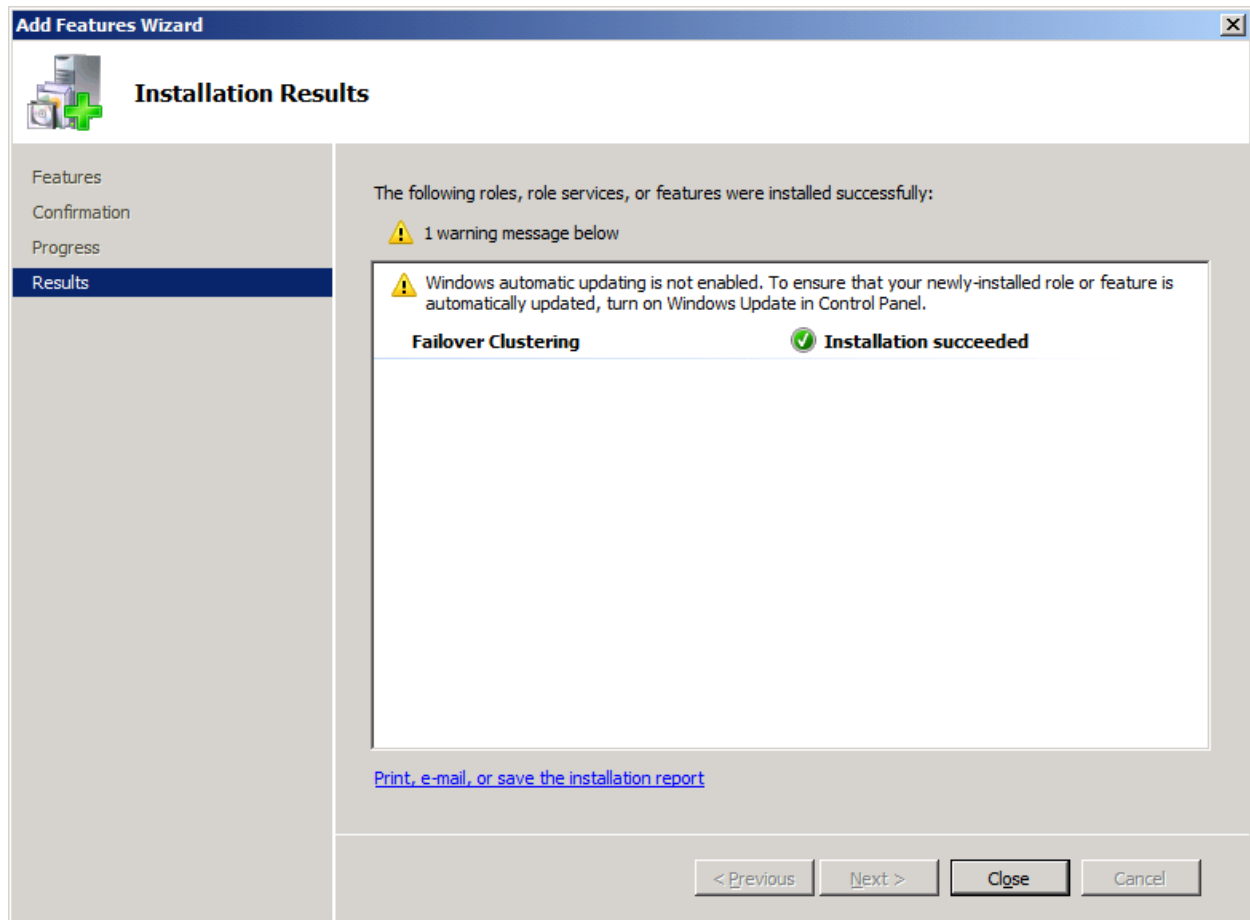 Add Features Wizard
Installation Results
Features
Confirmation
Progress
Results
The following roles, role services, or features were installed successfully:
1 warning message below
Windows automatic updating is not enabled. To ensure that your newly-installed role or feature is
automatically updated, turn on Windows Update in Control Panel.
Failover Clustering Installation succeeded
Print, e-mail, or save the installation report
< Previous Next > Close Cancel